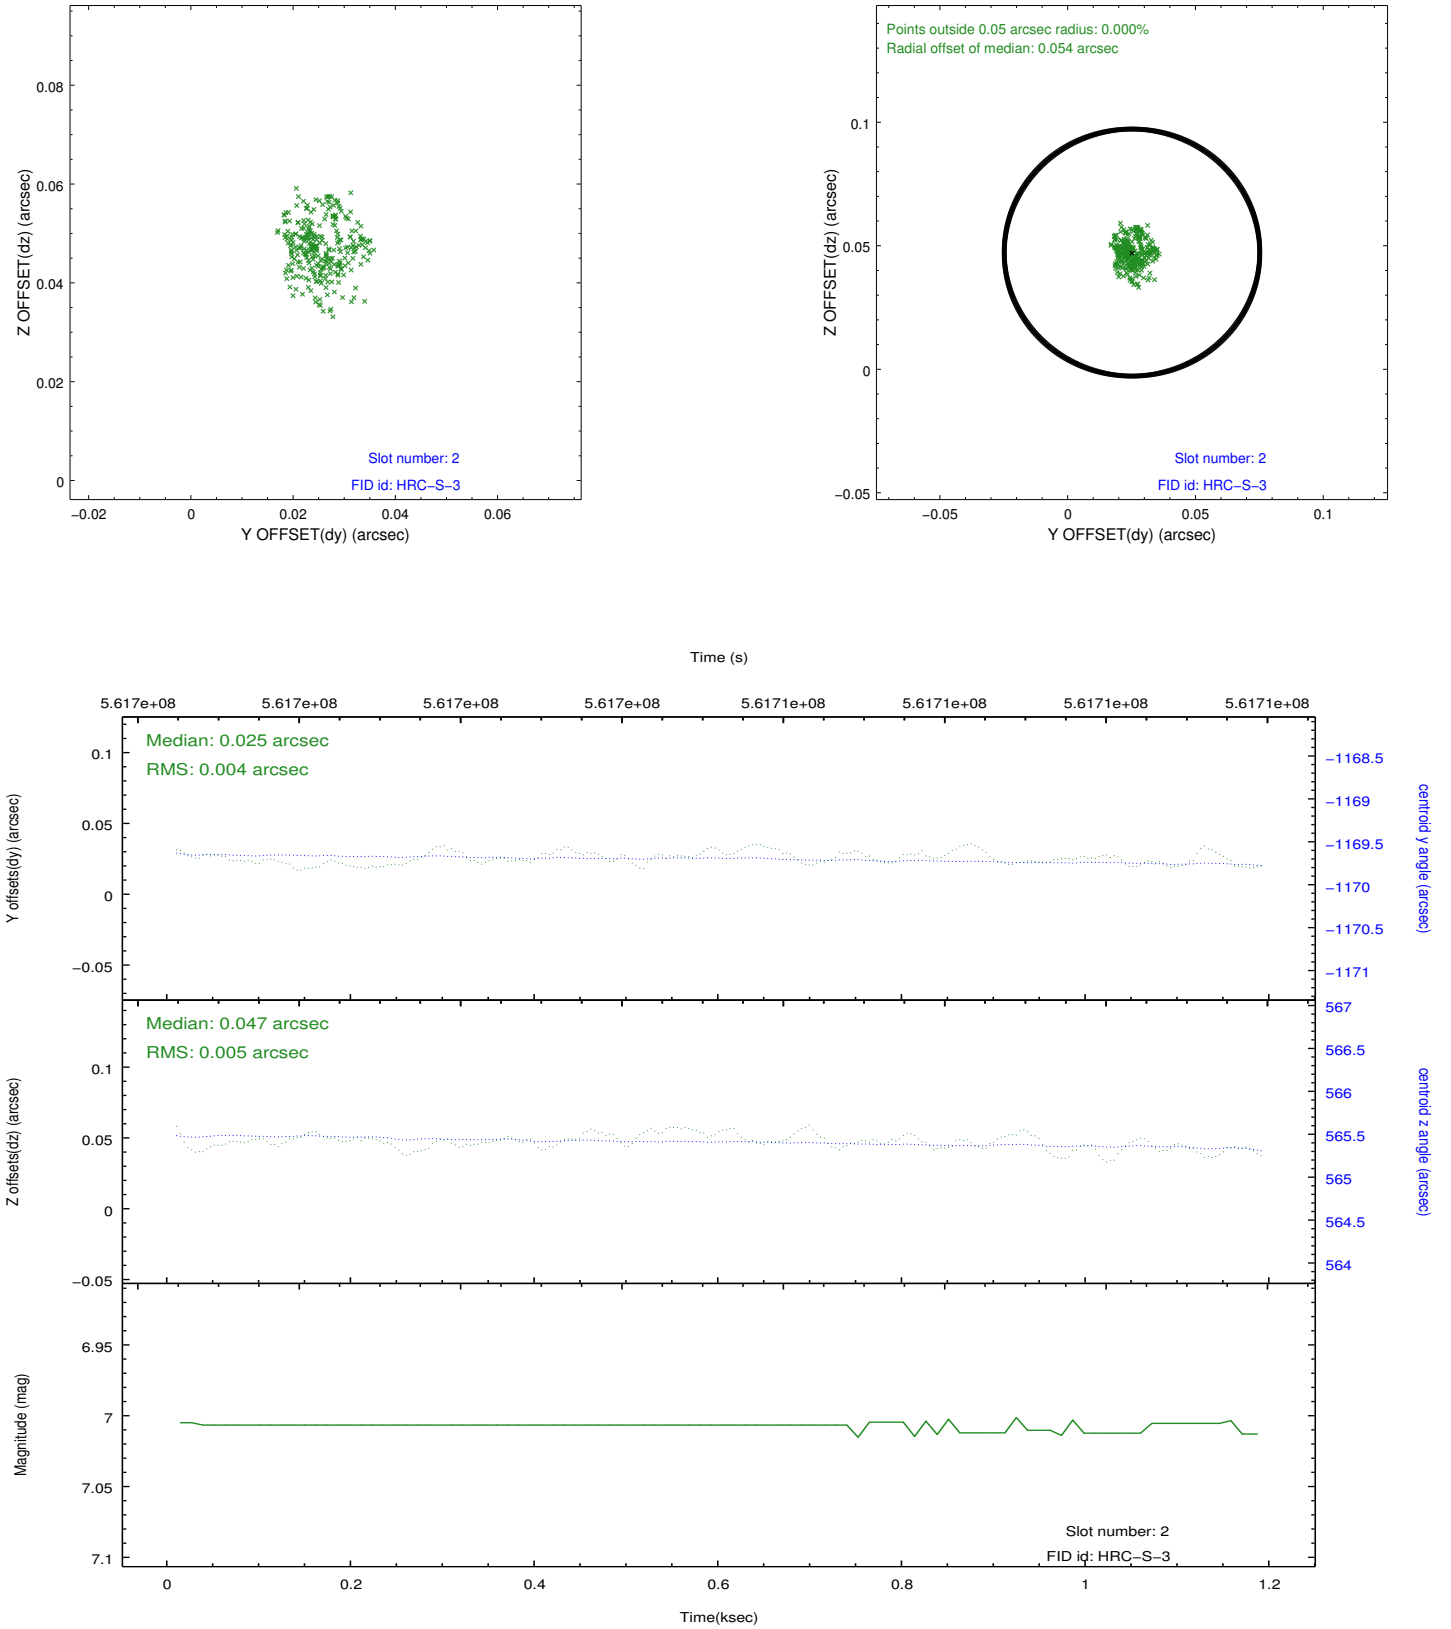 0.08
0.06
0.04
0.02
0
Z OFFSET(dz) (arcsec)
−0.02
0
0.02
0.04
0.06
Y OFFSET(dy) (arcsec)
Slot number: 2
FID id: HRC−S−3
Points outside 0.05 arcsec radius: 0.000%
Radial offset of median: 0.054 arcsec
0.1
0.05
0
−0.05
Z OFFSET(dz) (arcsec)
−0.05
0
0.05
0.1
Y OFFSET(dy) (arcsec)
Slot number: 2
FID id: HRC−S−3
Time (s)
5.617e+08
5.617e+08
5.617e+08
5.617e+08
5.6171e+08
5.6171e+08
5.6171e+08
5.6171e+08
Median: 0.025 arcsec
RMS: 0.004 arcsec
0.1
0.05
0
−0.05
Y offsets(dy) (arcsec)
−1168.5
−1169
−1169.5
−1170
−1170.5
−1171
centroid y angle (arcsec)
Median: 0.047 arcsec
RMS: 0.005 arcsec
0.1
0.05
0
−0.05
Z offsets(dz) (arcsec)
567
566.5
566
565.5
565
564.5
564
centroid z angle (arcsec)
6.95
7
7.05
7.1
Magnitude (mag)
Slot number: 2
FID id: HRC−S−3
0
0.2
0.4
0.6
0.8
1
1.2
Time(ksec)